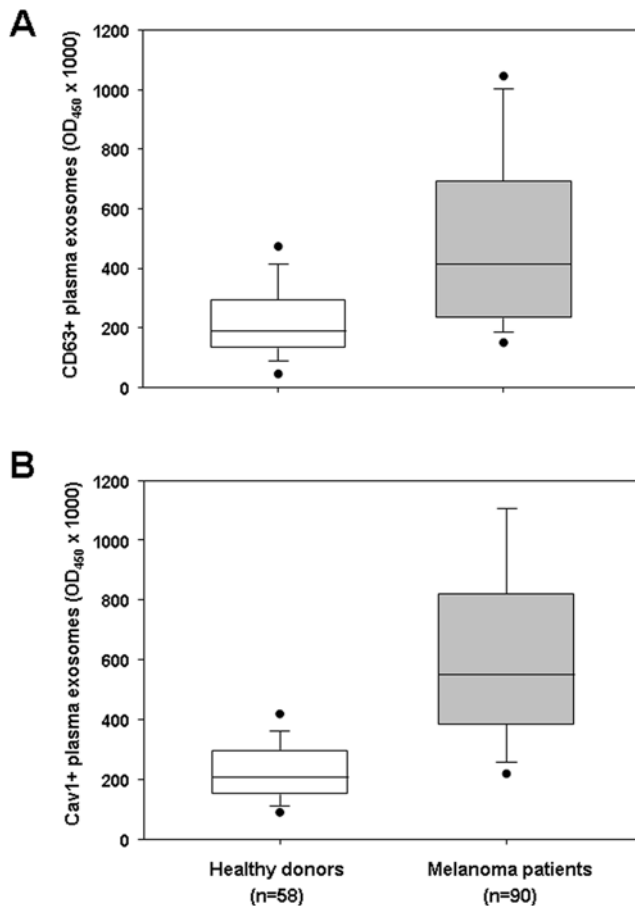 A
CD63+ plasma exosomes (OD450 x 1000)
1200
1000
800
600
400
200
0
B
Cav1+ plasma exosomes (OD450 x 1000)
1200
1000
800
600
400
200
0
Healthy donors Melanoma patients
(n=58) (n=90)